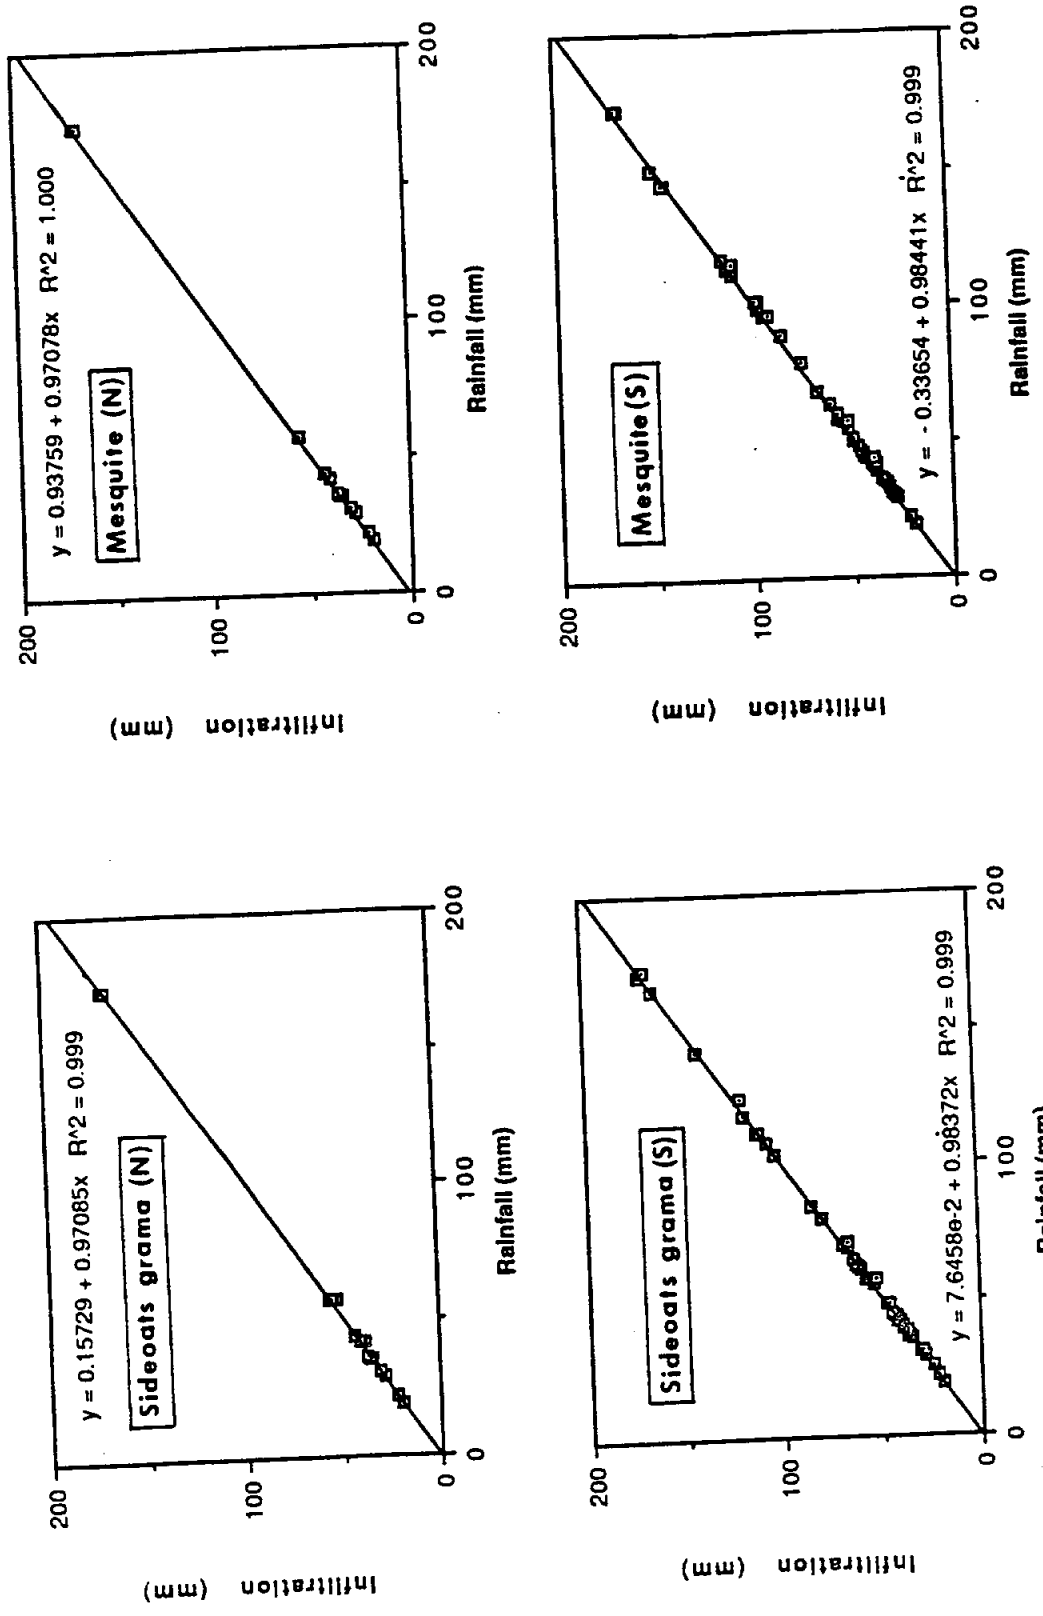 y = 0.15729 + 0.97085x R^2 = 0.999
Sideoats grama (N)
200
100
0
0
100
200
Infiltration (mm)
Rainfall (mm)
y = 0.93759 + 0.97078x R^2 = 1.000
Mesquite (N)
200
100
0
0
100
200
Infiltration (mm)
Rainfall (mm)
Sideoats grama (S)
y = 7.6458e-2 + 0.98372x R^2 = 0.999
200
100
0
0
100
200
Infiltration (mm)
Rainfall (mm)
Mesquite (S)
y = -0.33654 + 0.98441x R^2 = 0.999
200
100
0
0
100
200
Infiltration (mm)
Rainfall (mm)